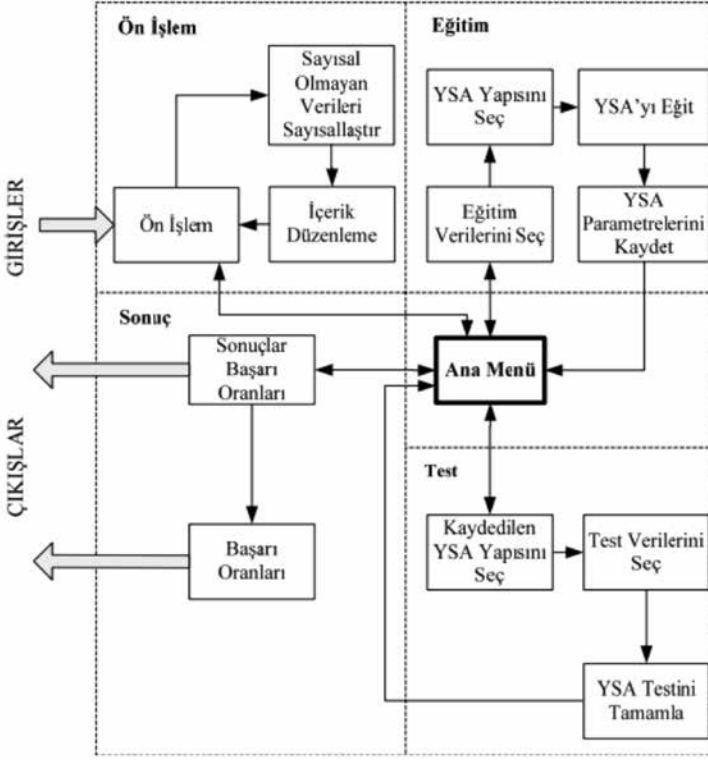 Ön İşlem
Sayısal
Olmayan
Verileri
Sayısallaştır
Ön İşlem
İçerik
Düzenleme
GİRİŞLER
Eğitim
YSA Yapısını
Seç
YSA'yı Eğit
Eğitim
Verilerini Seç
YSA
Parametrelerini
Kaydet
Sonuç
Sonuçlar
Başarı
Oranları
Ana Menü
ÇIKIŞLAR
Başarı
Oranları
Test
Kaydedilen
YSA Yapısını
Seç
Test Verilerini
Seç
YSA Testini
Tamamla